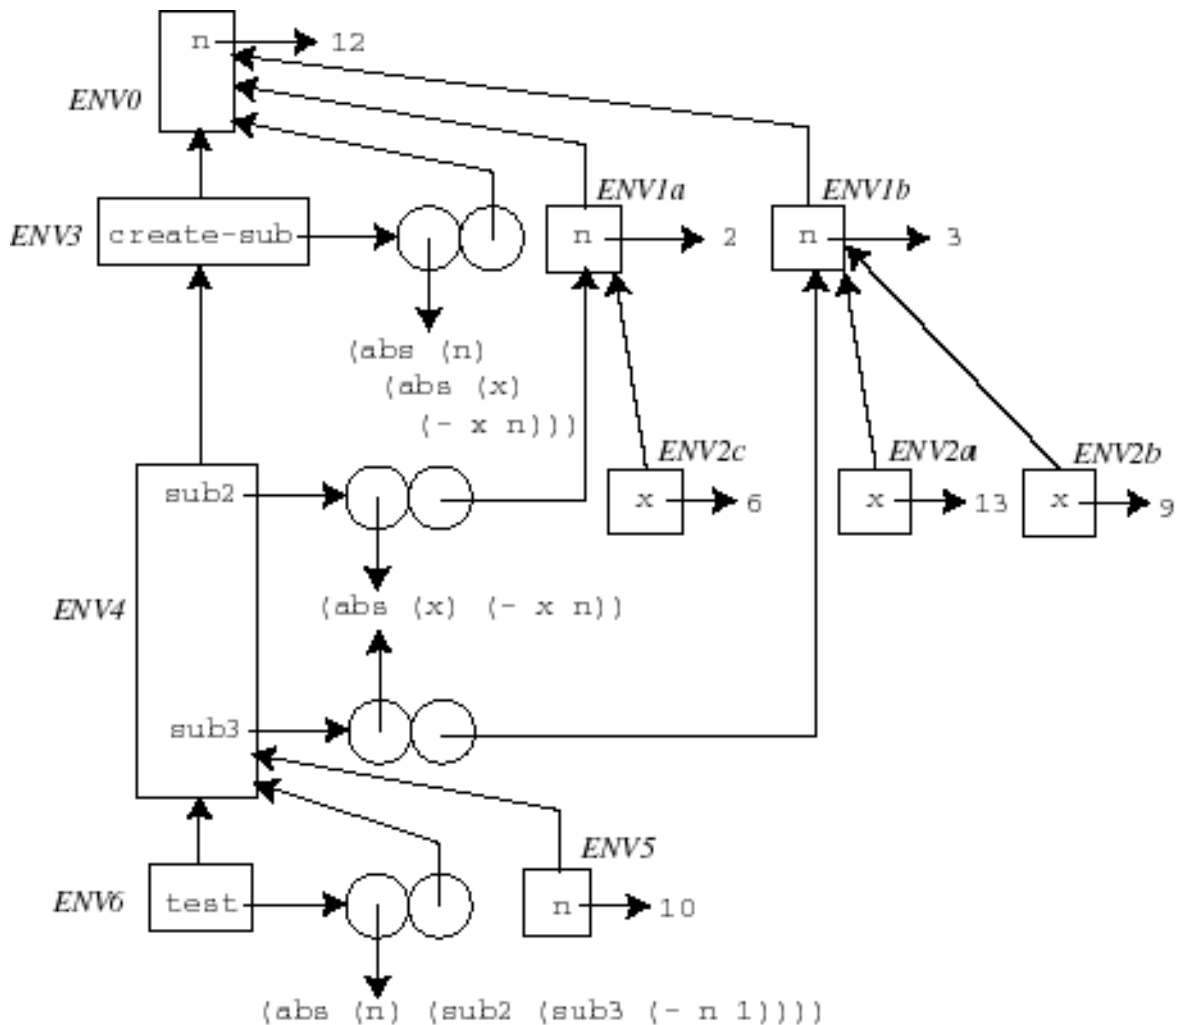 n 12
ENV0
ENV1a ENV1b
ENV3 create-sub n 2 n 3
(abs (n)
(abs (x)
(- x n)))
ENV2c ENV2a ENV2b
sub2 x 6 x 13 x 9
ENV4 (abs (x) (- x n))
sub3
ENV5
ENV6 test n 10
(abs (n) (sub2 (sub3 (- n 1))))